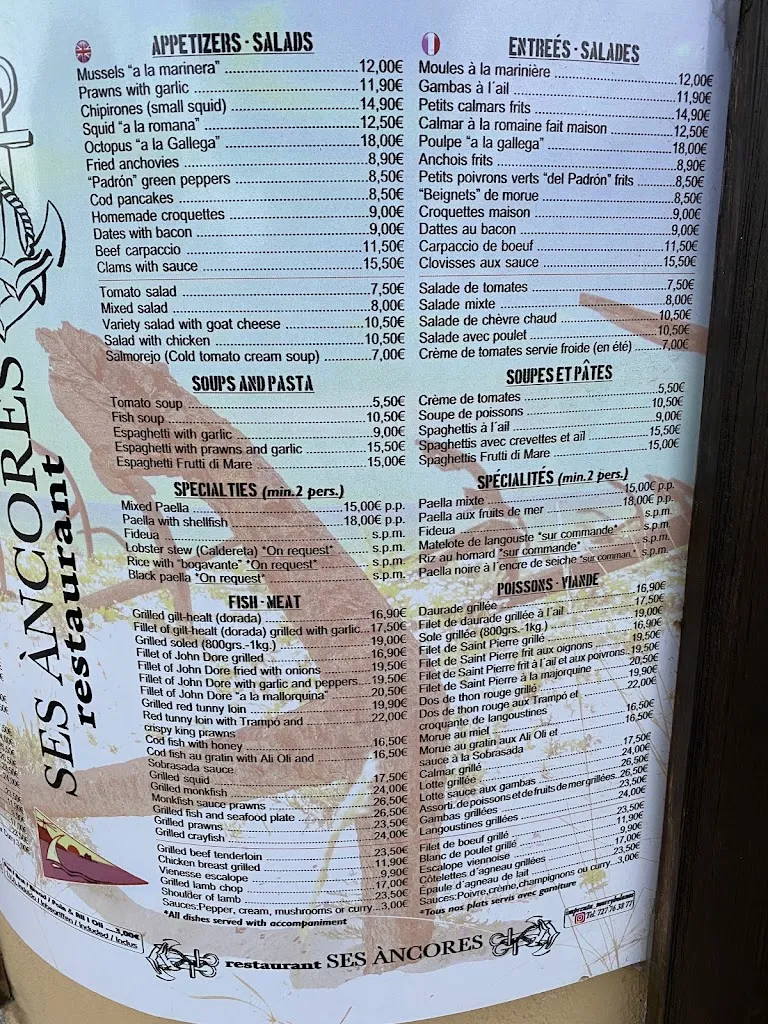 APPETIZERS - SALADS
Mussels “a la marinera” 12,00€
Prawns with garlic 11,90€
Chipirones (small squid) 14,90€
Squid “a la romana” 12,50€
Octopus “a la Gallega” 18,00€
Fried anchovies 8,90€
“Padrón” green peppers 8,50€
Cod pancakes 8,50€
Homemade croquettes 9,00€
Dates with bacon 9,00€
Beef carpaccio 11,50€
Clams with sauce 15,50€
Tomato salad 7,50€
Mixed salad 8,00€
Variety salad with goat cheese 10,50€
Salad with chicken 10,50€
Salmorejo (Cold tomato cream soup) 7,00€
SOUPS AND PASTA
Tomato soup 5,50€
Fish soup 10,50€
Espaghetti with garlic 9,00€
Espaghetti with prawns and garlic 15,50€
Espaghetti Frutti di Mare 15,00€
SPECIALTIES (min.2 pers.)
Mixed Paella 15,00€ p.p.
Paella with shellfish 18,00€ p.p.
Fideua s.p.m.
Lobster stew (Caldereta) *On request* s.p.m.
Rice with “bogavante” *On request* s.p.m.
Black paella *On request* s.p.m.
FISH - MEAT
Grilled gilt-healt (dorada) 16,90€
Fillet of gilt-healt (dorada) grilled with garlic 17,50€
Grilled soled (800grs.-1kg.) 19,00€
Fillet of John Dore grilled 16,90€
Fillet of John Dore fried with onions 19,50€
Fillet of John Dore with garlic and peppers 19,50€
Fillet of John Dore “a la mallorquina” 20,50€
Grilled red tunny loin 19,90€
Red tunny loin with Trampó and 22,00€
crispy king prawns
Cod fish with honey 16,50€
Cod fish au gratin with Ali Oli and 16,50€
Sobrasada sauce
Grilled squid 17,50€
Grilled monkfish 24,00€
Monkfish sauce prawns 26,50€
Grilled fish and seafood plate 26,50€
Grilled prawns 23,50€
Grilled crayfish 24,00€
Grilled beef tenderloin 23,50€
Chicken breast grilled 11,90€
Vienesse escalope 9,90€
Grilled lamb chop 17,00€
Shoulder of lamb 23,50€
Sauces:Pepper, cream, mushrooms or curry 3,00€
*All dishes served with accompaniment
ENTREÉS - SALADES
Moules à la marinière 12,00€
Gambas à l´ail 11,90€
Petits calmars frits 14,90€
Calmar à la romaine fait maison 12,50€
Poulpe “a la gallega” 18,00€
Anchois frits 8,90€
Petits poivrons verts “del Padrón” frits 8,50€
“Beignets” de morue 8,50€
Croquettes maison 9,00€
Dattes au bacon 9,00€
Carpaccio de boeuf 11,50€
Clovisses aux sauce 15,50€
Salade de tomates 7,50€
Salade mixte 8,00€
Salade de chèvre chaud 10,50€
Salade avec poulet 10,50€
Crème de tomates servie froide (en été) 7,00€
SOUPES ET PÂTES
Crème de tomates 5,50€
Soupe de poissons 10,50€
Spaghettis à l´ail 9,00€
Spaghettis avec crevettes et ail 15,50€
Spaghettis Frutti di Mare 15,00€
SPÉCIALITÉS (min.2 pers.)
Paella mixte 15,00€ p.p.
Paella aux fruits de mer 18,00€ p.p.
Fideua s.p.m.
Matelote de langouste *sur commande* s.p.m.
Riz au homard *sur commande* s.p.m.
Paella noire à l´encre de seiche *sur comman.* s.p.m.
POISSONS - VIANDE
Daurade grillée 16,90€
Filet de daurade grillée à l´ail 17,50€
Sole grillée (800grs.-1kg.) 19,00€
Filet de Saint Pierre grillé 16,90€
Filet de Saint Pierre frit aux oignons 19,50€
Filet de Saint Pierre frit à l´ail et aux poivrons 19,50€
Filet de Saint Pierre à la majorquine 20,50€
Dos de thon rouge grillé 19,90€
Dos de thon rouge aux Trampó et 22,00€
croquante de langoustines
Morue au miel 16,50€
Morue au gratin aux Ali Oli et 16,50€
sauce à la Sobrasada
Calmar grillé 17,50€
Lotte grillée 24,00€
Lotte sauce aux gambas 26,50€
Assorti. de poissons et de fruits de mer grillées 26,50€
Gambas grillées 23,50€
Langoustines grillées 24,00€
Filet de boeuf grillé 23,50€
Blanc de poulet grillé 11,90€
Escalope viennoise 9,90€
Côtelettes d´agneau grillées 17,00€
Épaule d´agneau de lait 23,50€
Sauces:Poivre,crème,champignons ou curry 3,00€
*Tous nos plats servis avec garniture
SES ÀNCORES
restaurant
restaurant SES ÀNCORES
Included / Inclus
3,00€
Tel. 727 76 38 77